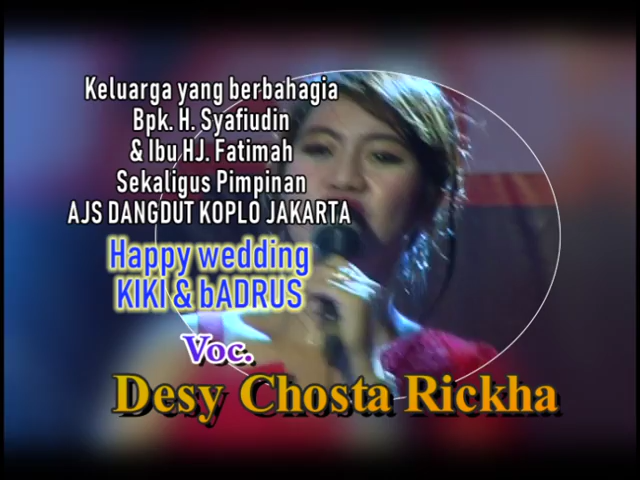 Keluarga yang berbahagia
Bpk. H. Syafiudin
& Ibu HJ. Fatimah
Sekaligus Pimpinan
AJS DANGDUT KOPLO JAKARTA
Happy wedding
KIKI & bADRUS
Voc.
Desy Chosta Rickha